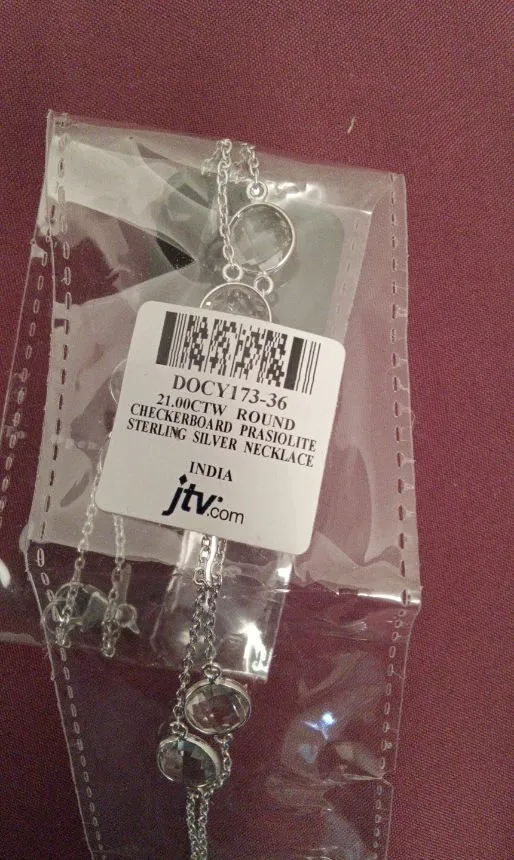 DOCY173-36
21.00CTW ROUND
CHECKERBOARD PRASIOLITE
STERLING SILVER NECKLACE
INDIA
jtv.com